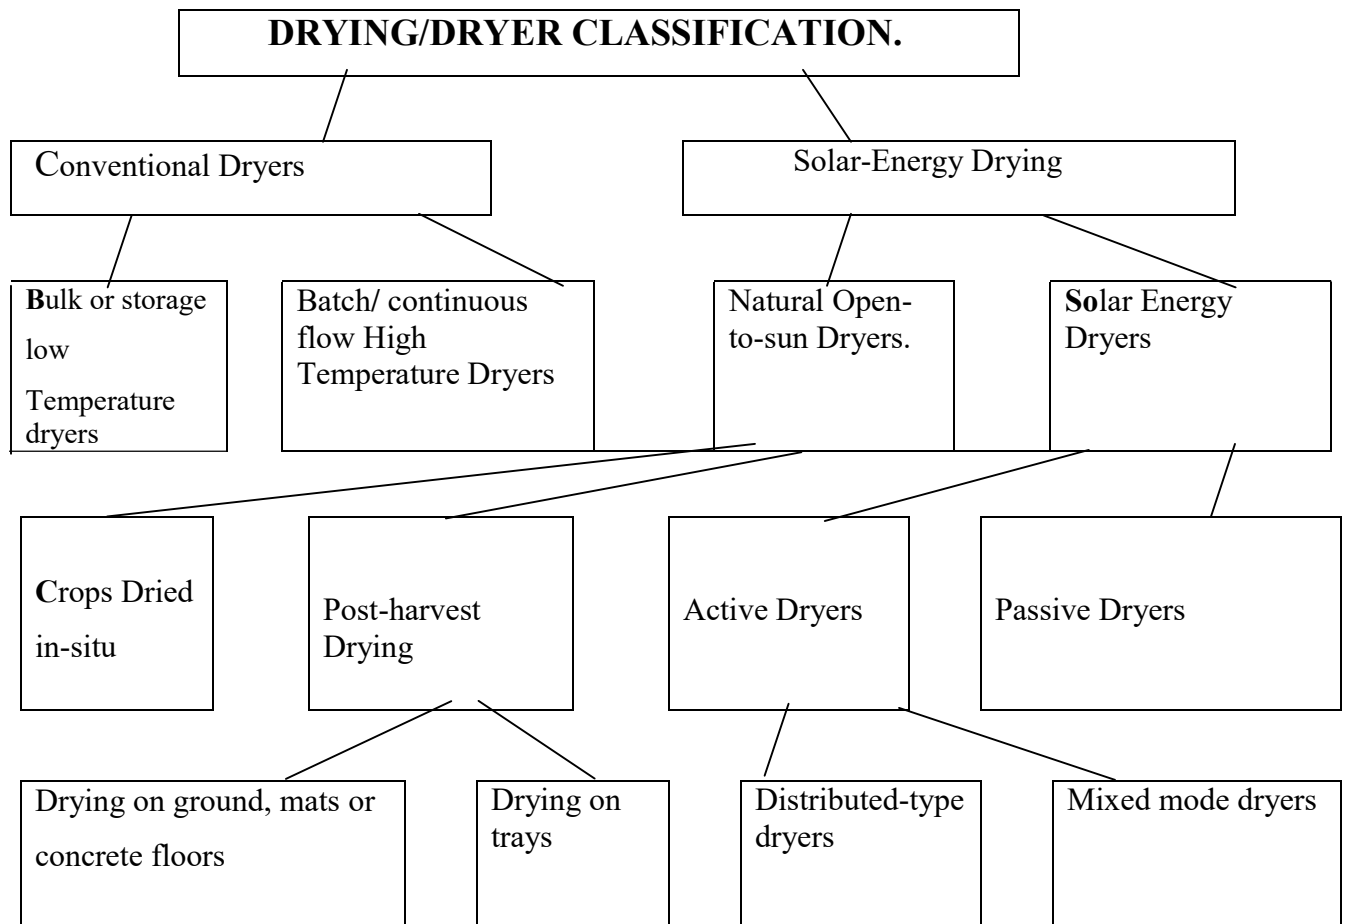 DRYING/DRYER CLASSIFICATION.
Conventional Dryers
Solar-Energy Drying
Bulk or storage
low
Temperature
dryers
Batch/ continuous
flow High
Temperature Dryers
Natural Open-
to-sun Dryers.
Solar Energy
Dryers
Crops Dried
in-situ
Post-harvest
Drying
Active Dryers
Passive Dryers
Drying on ground, mats or
concrete floors
Drying on
trays
Distributed-type
dryers
Mixed mode dryers